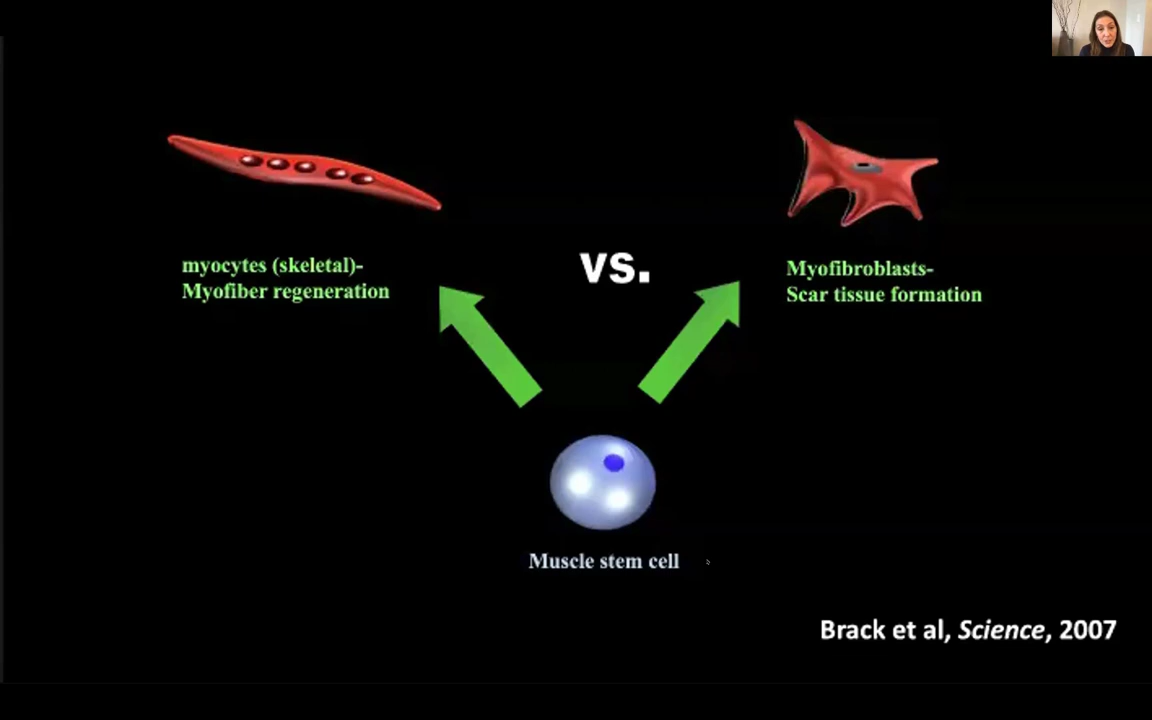 myocytes (skeletal)-
Myofiber regeneration
vs.
Myofibroblasts-
Scar tissue formation
Muscle stem cell
Brack et al, Science, 2007